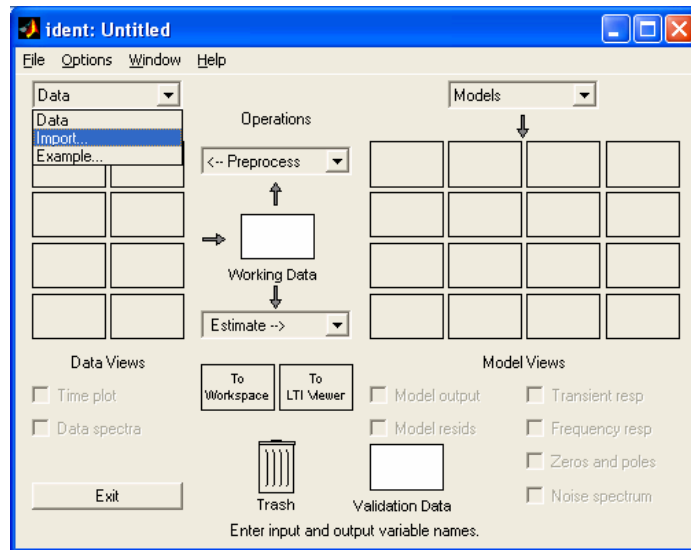 ident: Untitled
File Options Window Help
Data
Models
Data
Import...
Example...
Operations
<-- Preprocess
Working Data
Estimate -->
Data Views
Time plot
Data spectra
To Workspace
To LTI Viewer
Model Views
Model output
Transient resp
Model resids
Frequency resp
Zeros and poles
Noise spectrum
Exit
Trash
Validation Data
Enter input and output variable names.